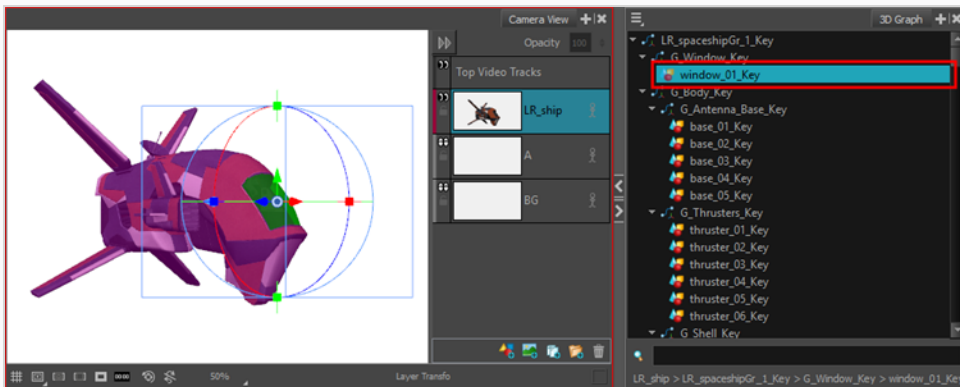 Camera View
Opacity 100
Top Video Tracks
LR_ship
A
BG
50%
Layer Transfo
3D Graph
LR_spaceshipGr_1_Key
G_Window_Key
window_01_Key
G_Body_Key
G_Antenna_Base_Key
base_01_Key
base_02_Key
base_03_Key
base_04_Key
base_05_Key
G_Thrusters_Key
thruster_01_Key
thruster_02_Key
thruster_03_Key
thruster_04_Key
thruster_05_Key
thruster_06_Key
G_Shell_Key
LR_ship > LR_spaceshipGr_1_Key > G_Window_Key > window_01_Key